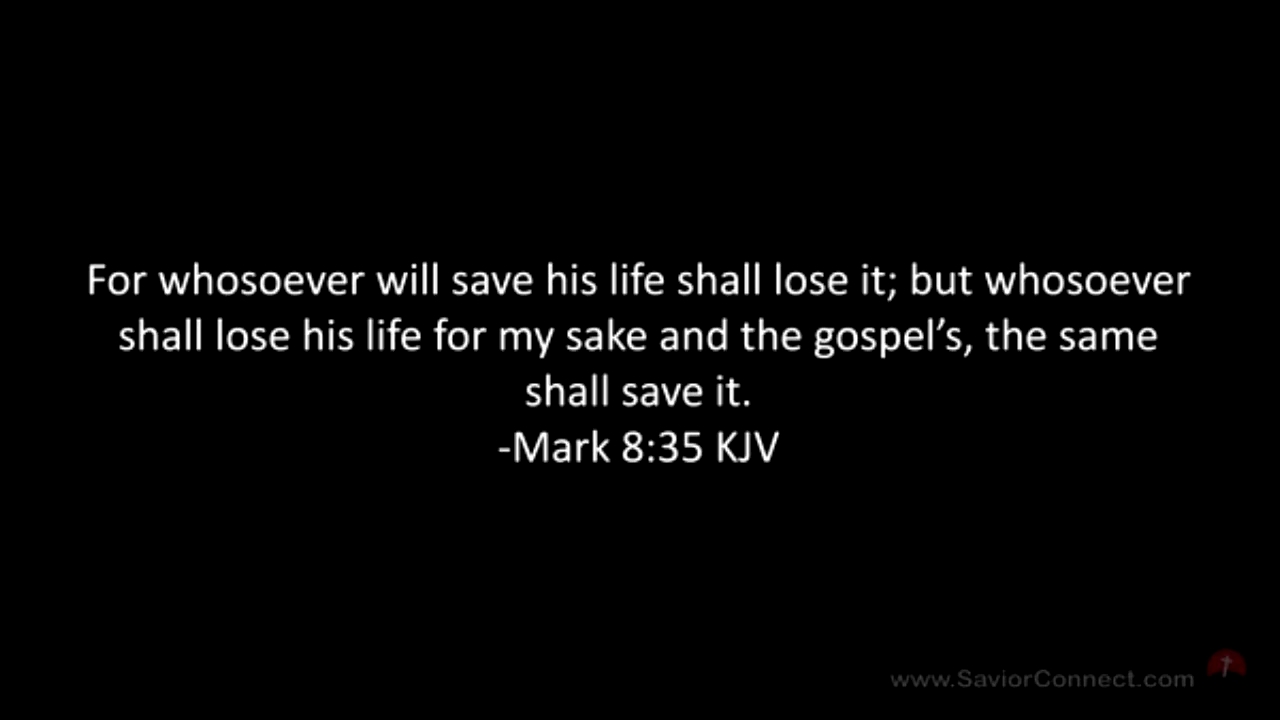 For whosoever will save his life shall lose it; but whosoever
shall lose his life for my sake and the gospel’s, the same
shall save it.
-Mark 8:35 KJV
www.SaviorConnect.com